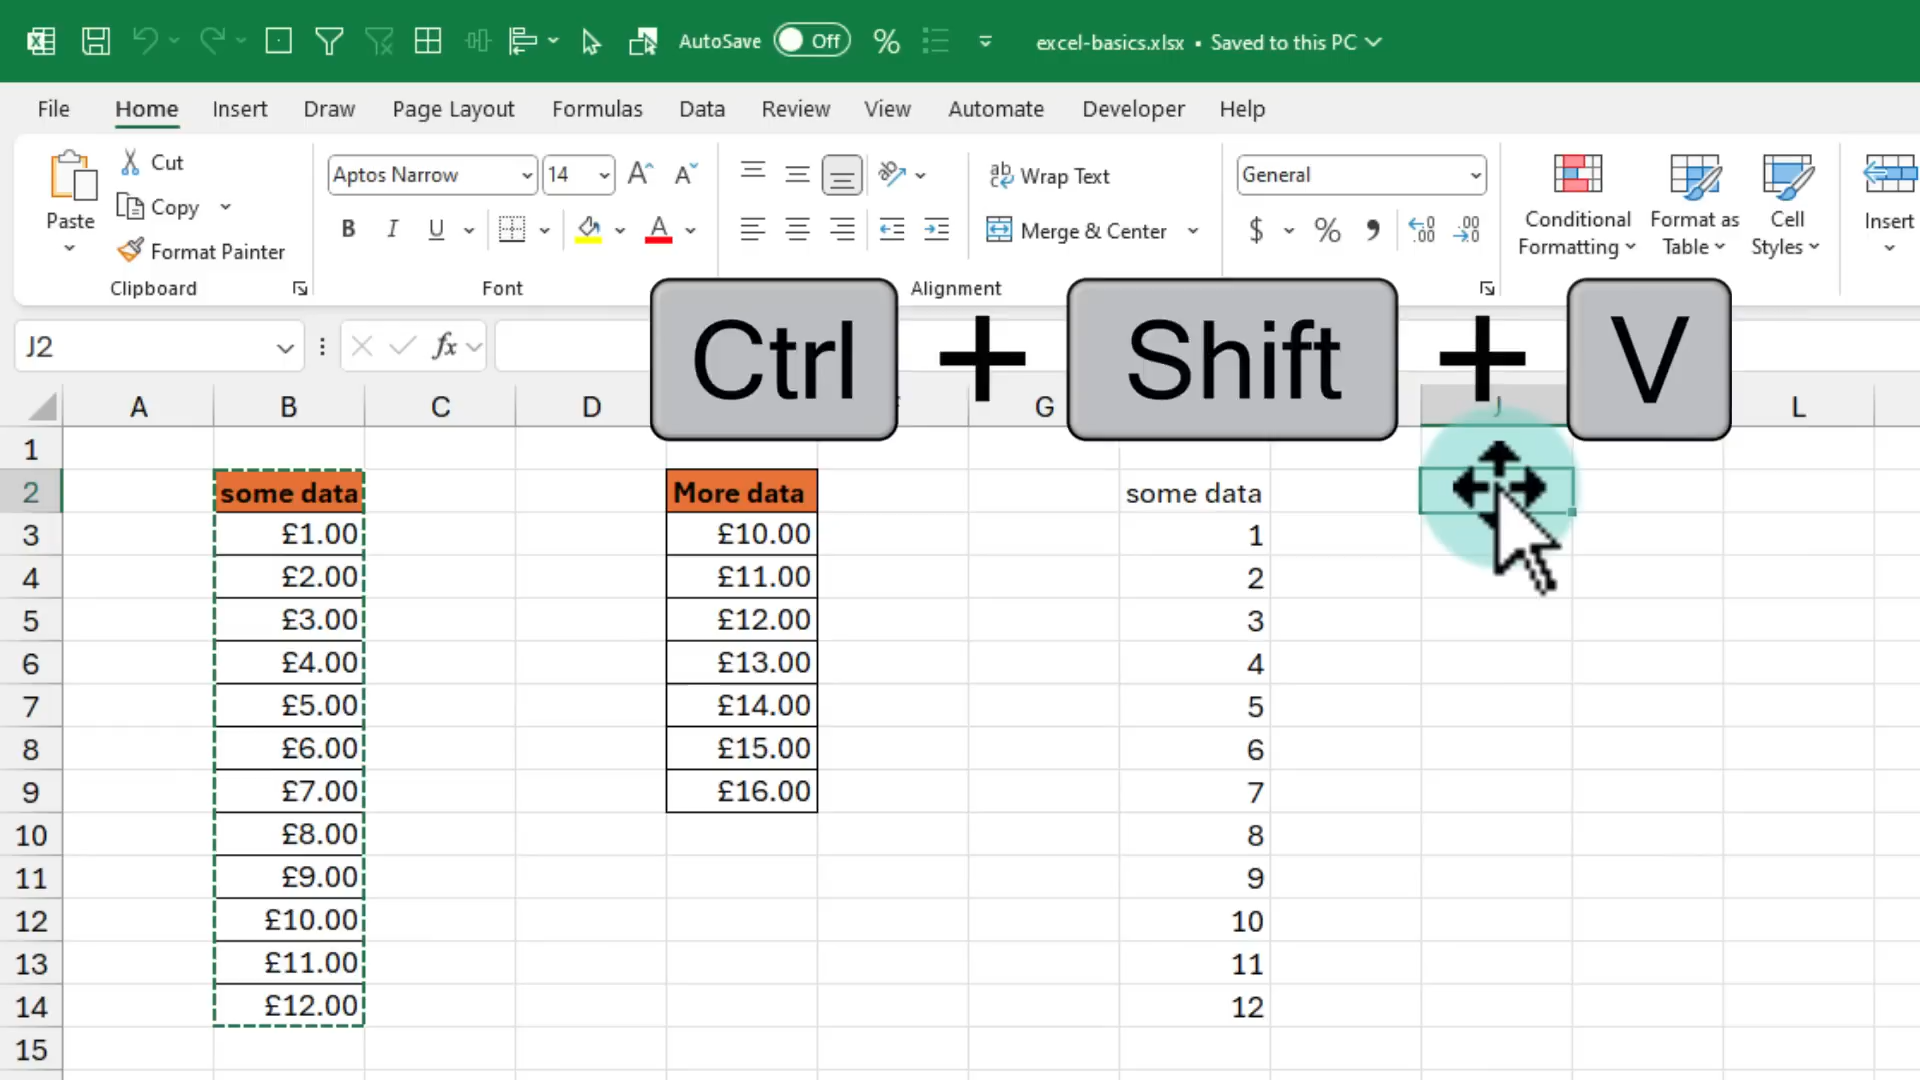 AutoSave Off % excel-basics.xlsx • Saved to this PC
File Home Insert Draw Page Layout Formulas Data Review View Automate Developer Help
Paste
Cut
Copy
Format Painter
Clipboard
Aptos Narrow 14 A A
B I U A
Font
ab Wrap Text
Merge & Center
Alignment
General
$ % , .00 .00
Conditional Formatting
Format as Table
Cell Styles
Insert
Ctrl + Shift + V
J2 fx
A B C D G J L
1
2 some data More data some data
3 £1.00 £10.00 1
4 £2.00 £11.00 2
5 £3.00 £12.00 3
6 £4.00 £13.00 4
7 £5.00 £14.00 5
8 £6.00 £15.00 6
9 £7.00 £16.00 7
10 £8.00 8
11 £9.00 9
12 £10.00 10
13 £11.00 11
14 £12.00 12
15